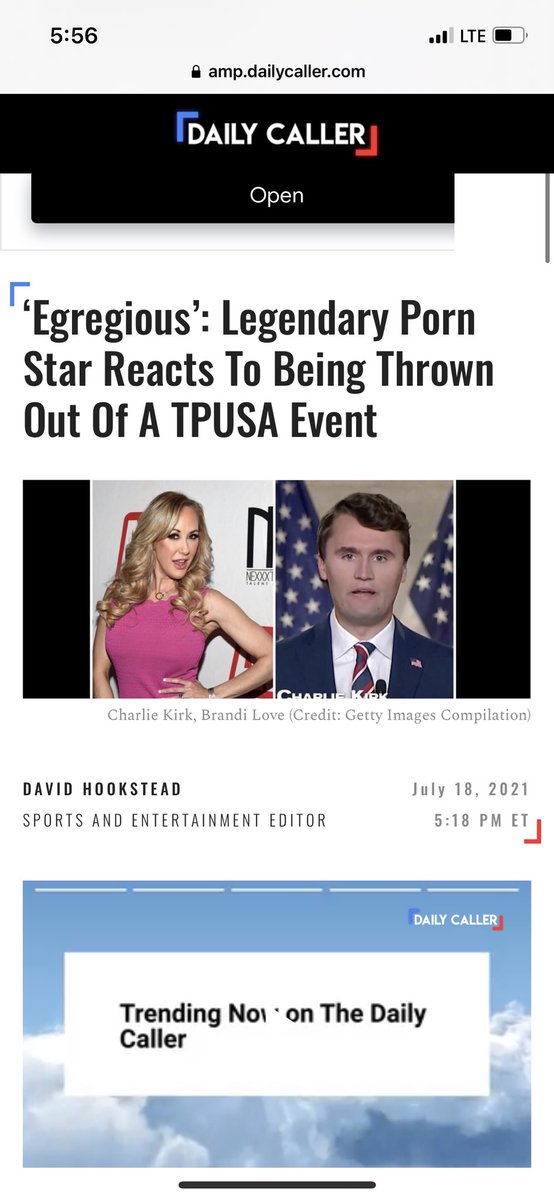 5:56
LTE
amp.dailycaller.com
DAILY CALLER
Open
‘Egregious’: Legendary Porn
Star Reacts To Being Thrown
Out Of A TPUSA Event
N
NEXXXT
TALENT
CHARLIE KIRK
Charlie Kirk, Brandi Love (Credit: Getty Images Compilation)
DAVID HOOKSTEAD
July 18, 2021
SPORTS AND ENTERTAINMENT EDITOR
5:18 PM ET
DAILY CALLER
Trending Now on The Daily
Caller